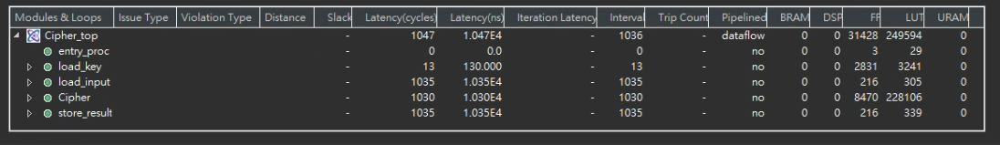 Modules & Loops Issue Type Violation Type Distance Slack Latency(cycles) Latency(ns) Iteration Latency Interval Trip Count Pipelined BRAM DSP FF LUT URAM
Cipher_top - 1047 1.047E4 - 1036 - dataflow 0 0 31428 249594 0
entry_proc - 0 0.0 - 0 - no 0 0 3 29 0
load_key - 13 130.000 - 13 - no 0 0 2831 3241 0
load_input - 1035 1.035E4 - 1035 - no 0 0 216 305 0
Cipher - 1030 1.030E4 - 1030 - no 0 0 8470 228106 0
store_result - 1035 1.035E4 - 1035 - no 0 0 216 339 0